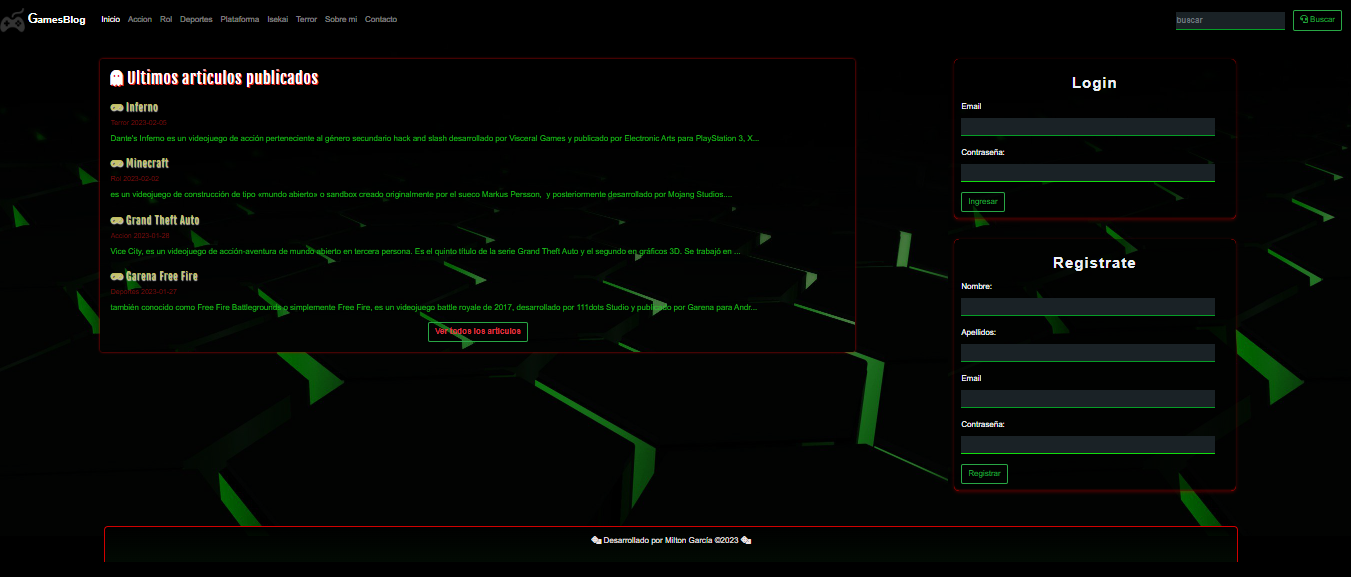 GamesBlog Inicio Accion Rol Deportes Plataforma Isekai Terror Sobre mi Contacto buscar Buscar
Ultimos articulos publicados
Inferno
Terror 2023-02-05
Dante's Inferno es un videojuego de acción perteneciente al género secundario hack and slash desarrollado por Visceral Games y publicado por Electronic Arts para PlayStation 3, X...
Minecraft
Rol 2023-02-02
es un videojuego de construcción de tipo «mundo abierto» o sandbox creado originalmente por el sueco Markus Persson, y posteriormente desarrollado por Mojang Studios....
Grand Theft Auto
Accion 2023-01-28
Vice City, es un videojuego de acción-aventura de mundo abierto en tercera persona. Es el quinto título de la serie Grand Theft Auto y el segundo en gráficos 3D. Se trabajó en ...
Garena Free Fire
Deportes 2023-01-27
también conocido como Free Fire Battlegrounds o simplemente Free Fire, es un videojuego battle royale de 2017, desarrollado por 111dots Studio y publicado por Garena para Andr...
Ver todos los articulos
Login
Email
Contraseña:
Ingresar
Registrate
Nombre:
Apellidos:
Email
Contraseña:
Registrar
Desarrollado por Milton García ©2023